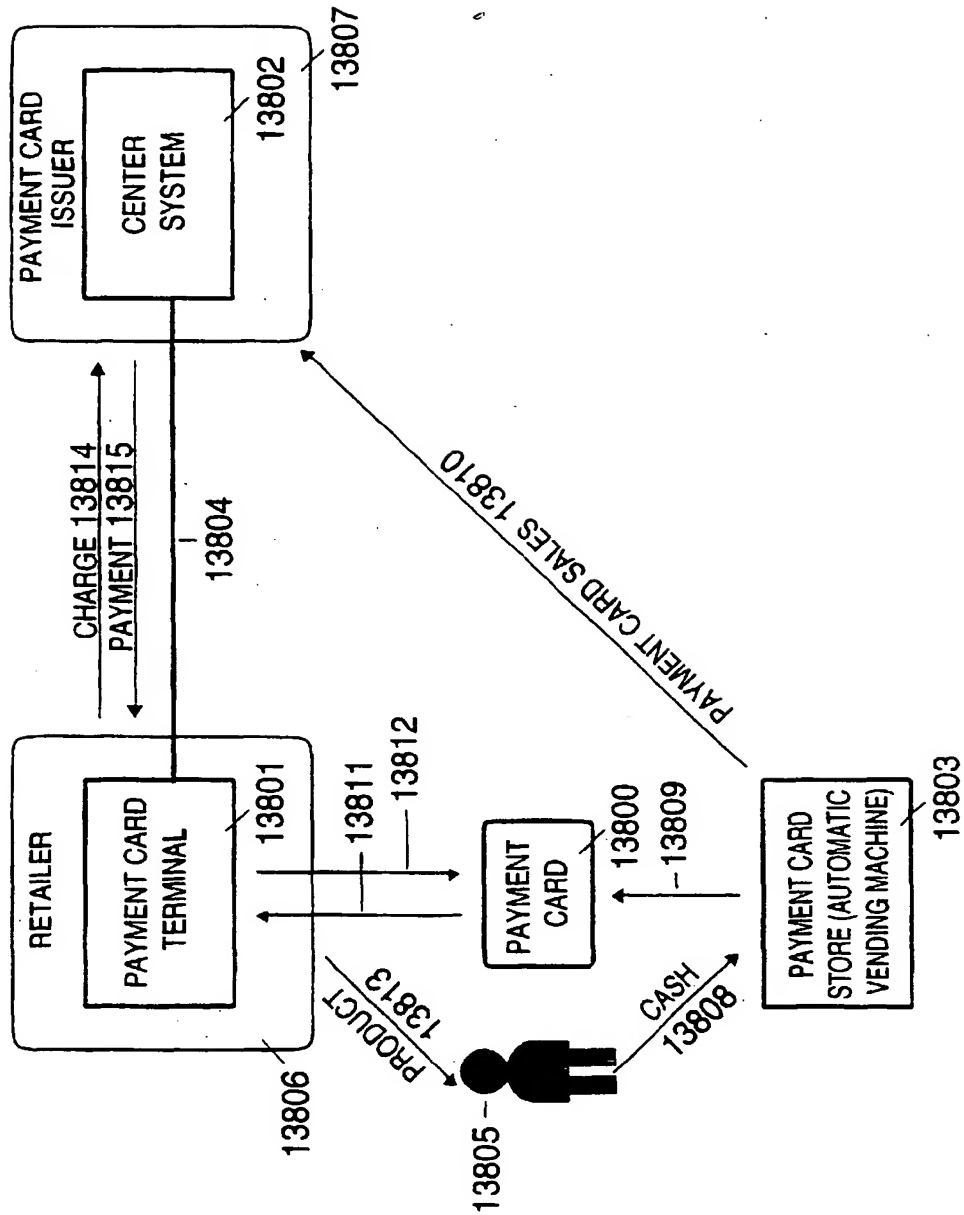 RETAILER
PAYMENT CARD
TERMINAL
13801
13806
CHARGE 13814
PAYMENT 13815
13804
PAYMENT CARD
ISSUER
CENTER
SYSTEM
13802
13807
13811
13812
PRODUCT
13813
13805
PAYMENT
CARD
13800
13809
CASH
13808
PAYMENT CARD
STORE (AUTOMATIC
VENDING MACHINE)
13803
PAYMENT CARD SALES 13810